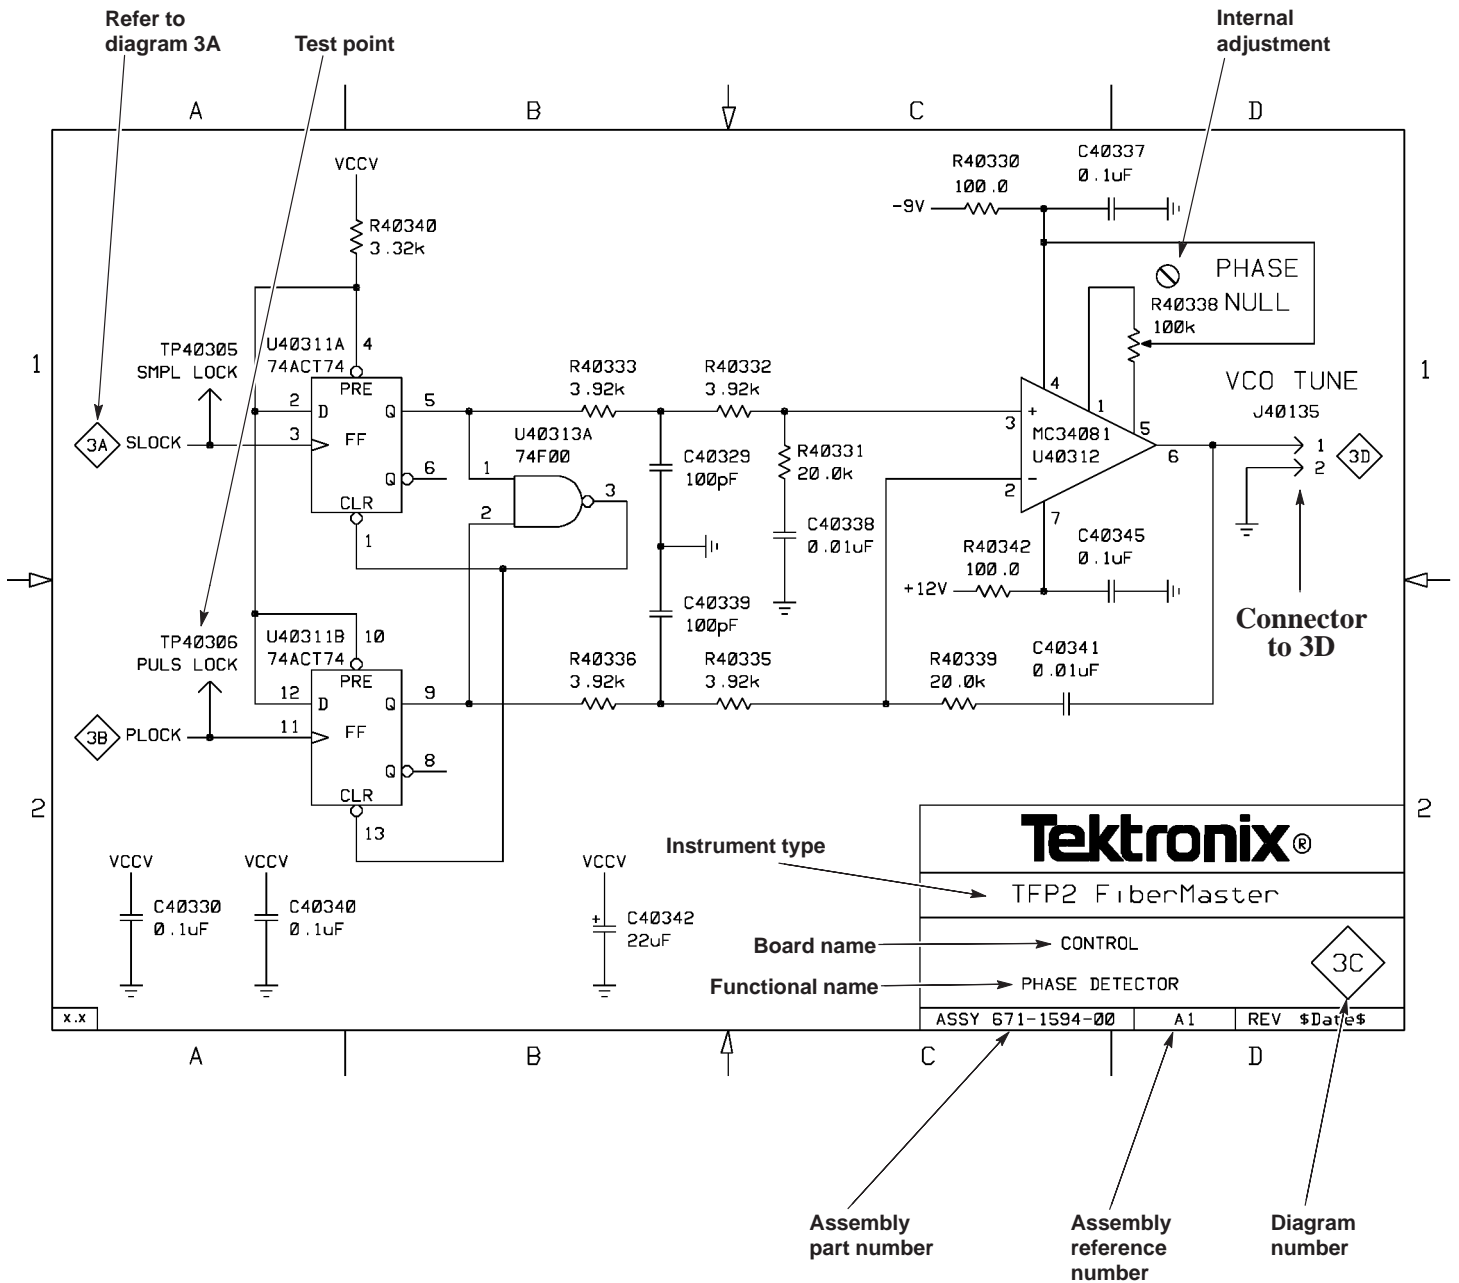 Refer to
diagram 3A
Test point
Internal
adjustment
A
B
C
D
VCCV
R40340
3.32k
R40330
100.0
-9V
C40337
0.1uF
PHASE
NULL
R40338
100k
1
TP40305
SMPL LOCK
U40311A
74ACT74
4
PRE
2
D
Q
5
3A
SLOCK
3
FF
6
Q
CLR
1
R40333
3.92k
R40332
3.92k
U40313A
74F00
1
2
3
C40329
100pF
R40331
20.0k
C40338
0.01uF
4
+
3
MC34081
U40312
-
2
1
5
6
7
VCO TUNE
J40135
1
2
3D
1
R40342
100.0
+12V
C40345
0.1uF
Connector
to 3D
C40339
100pF
TP40306
PULS LOCK
U40311B
74ACT74
10
PRE
12
D
Q
9
3B
PLOCK
11
FF
8
Q
CLR
13
R40336
3.92k
R40335
3.92k
R40339
20.0k
C40341
0.01uF
2
2
VCCV
C40330
0.1uF
VCCV
C40340
0.1uF
VCCV
+
C40342
22uF
Instrument type
Tektronix®
TFP2 FiberMaster
Board name
CONTROL
Functional name
PHASE DETECTOR
3C
x.x
ASSY 671-1594-00
A1
REV $Date$
A
B
C
D
Assembly
part number
Assembly
reference
number
Diagram
number